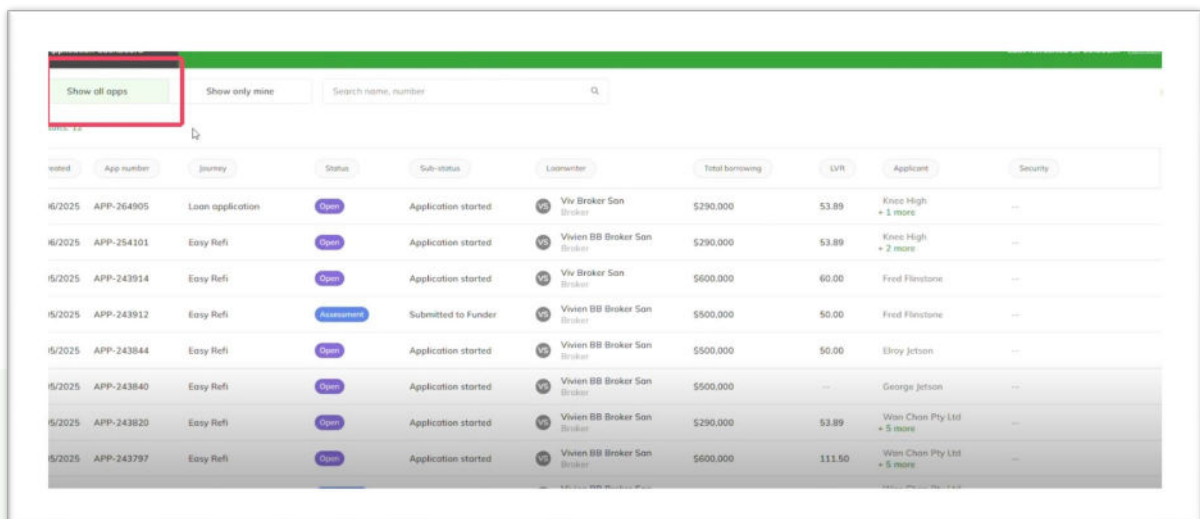 Show all apps Show only mine Search name, number
App number Journey Status Sub-status Loanwriter Total borrowing LVR Applicant Security
6/2025 APP-264905 Loan application Open Application started VS Viv Broker San Broker $290,000 53.89 Knee High + 1 more --
6/2025 APP-254101 Easy Refi Open Application started VS Vivien BB Broker San Broker $290,000 53.89 Knee High + 2 more --
5/2025 APP-243914 Easy Refi Open Application started VS Viv Broker San Broker $600,000 60.00 Fred Flinstone --
5/2025 APP-243912 Easy Refi Assessment Submitted to Funder VS Vivien BB Broker San Broker $500,000 50.00 Fred Flinstone --
5/2025 APP-243844 Easy Refi Open Application started VS Vivien BB Broker San Broker $500,000 50.00 Elroy Jetson --
5/2025 APP-243840 Easy Refi Open Application started VS Vivien BB Broker San Broker $500,000 -- George Jetson --
5/2025 APP-243820 Easy Refi Open Application started VS Vivien BB Broker San Broker $290,000 53.89 Wan Chan Pty Ltd + 5 more --
5/2025 APP-243797 Easy Refi Open Application started VS Vivien BB Broker San Broker $600,000 111.50 Wan Chan Pty Ltd + 5 more --